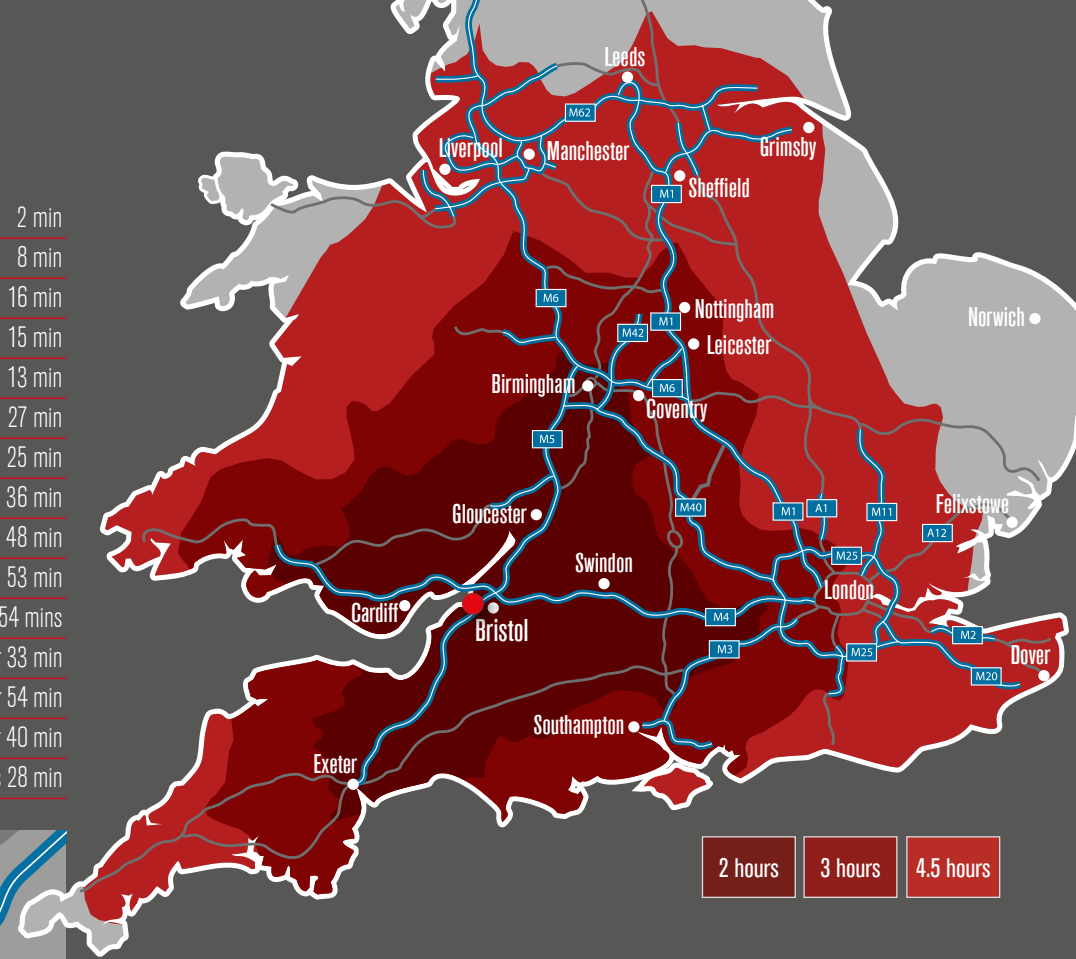 2 min
8 min
16 min
15 min
13 min
27 min
25 min
36 min
48 min
53 min
54 mins
33 min
54 min
40 min
28 min
Leeds
M62
Grimsby
Liverpool
Manchester
Sheffield
M1
M6
Nottingham
Norwich
M1
M42
Leicester
Birmingham
M6
Coventry
M5
Gloucester
M40
M1
A1
M11
Felixstowe
A12
M25
Swindon
London
Cardiff
M4
Bristol
M2
M3
M25
Dover
M20
Southampton
Exeter
2 hours
3 hours
4.5 hours